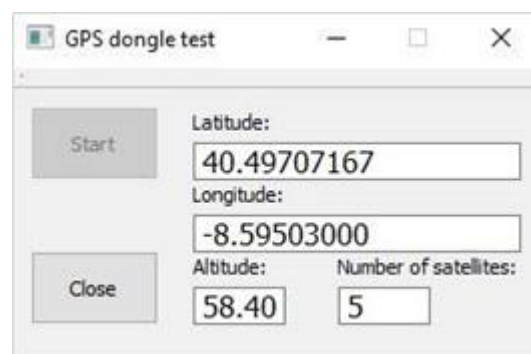 GPS dongle test
Start
Latitude:
40.49707167
Longitude:
-8.59503000
Close
Altitude:
Number of satellites:
58.40
5